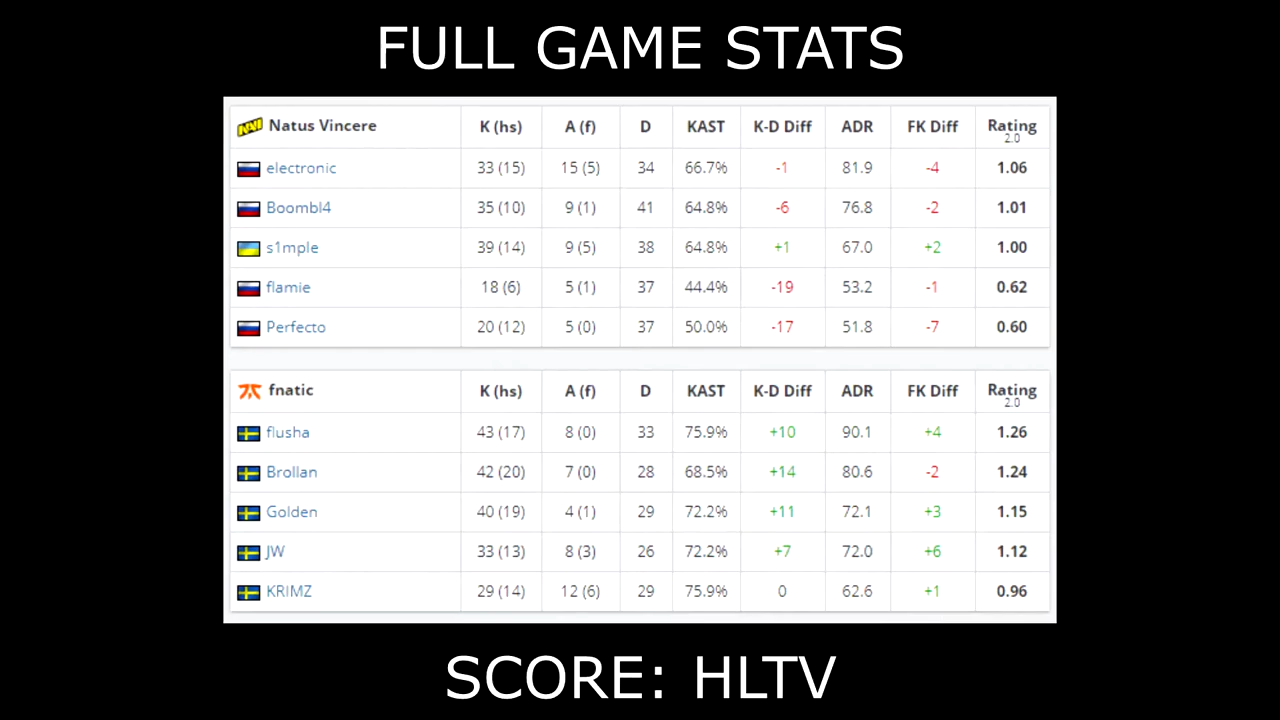 FULL GAME STATS
Natus Vincere K (hs) A (f) D KAST K-D Diff ADR FK Diff Rating 2.0
electronic 33 (15) 15 (5) 34 66.7% -1 81.9 -4 1.06
Boombl4 35 (10) 9 (1) 41 64.8% -6 76.8 -2 1.01
s1mple 39 (14) 9 (5) 38 64.8% +1 67.0 +2 1.00
flamie 18 (6) 5 (1) 37 44.4% -19 53.2 -1 0.62
Perfecto 20 (12) 5 (0) 37 50.0% -17 51.8 -7 0.60
fnatic K (hs) A (f) D KAST K-D Diff ADR FK Diff Rating 2.0
flusha 43 (17) 8 (0) 33 75.9% +10 90.1 +4 1.26
Brollan 42 (20) 7 (0) 28 68.5% +14 80.6 -2 1.24
Golden 40 (19) 4 (1) 29 72.2% +11 72.1 +3 1.15
JW 33 (13) 8 (3) 26 72.2% +7 72.0 +6 1.12
KRIMZ 29 (14) 12 (6) 29 75.9% 0 62.6 +1 0.96
SCORE: HLTV